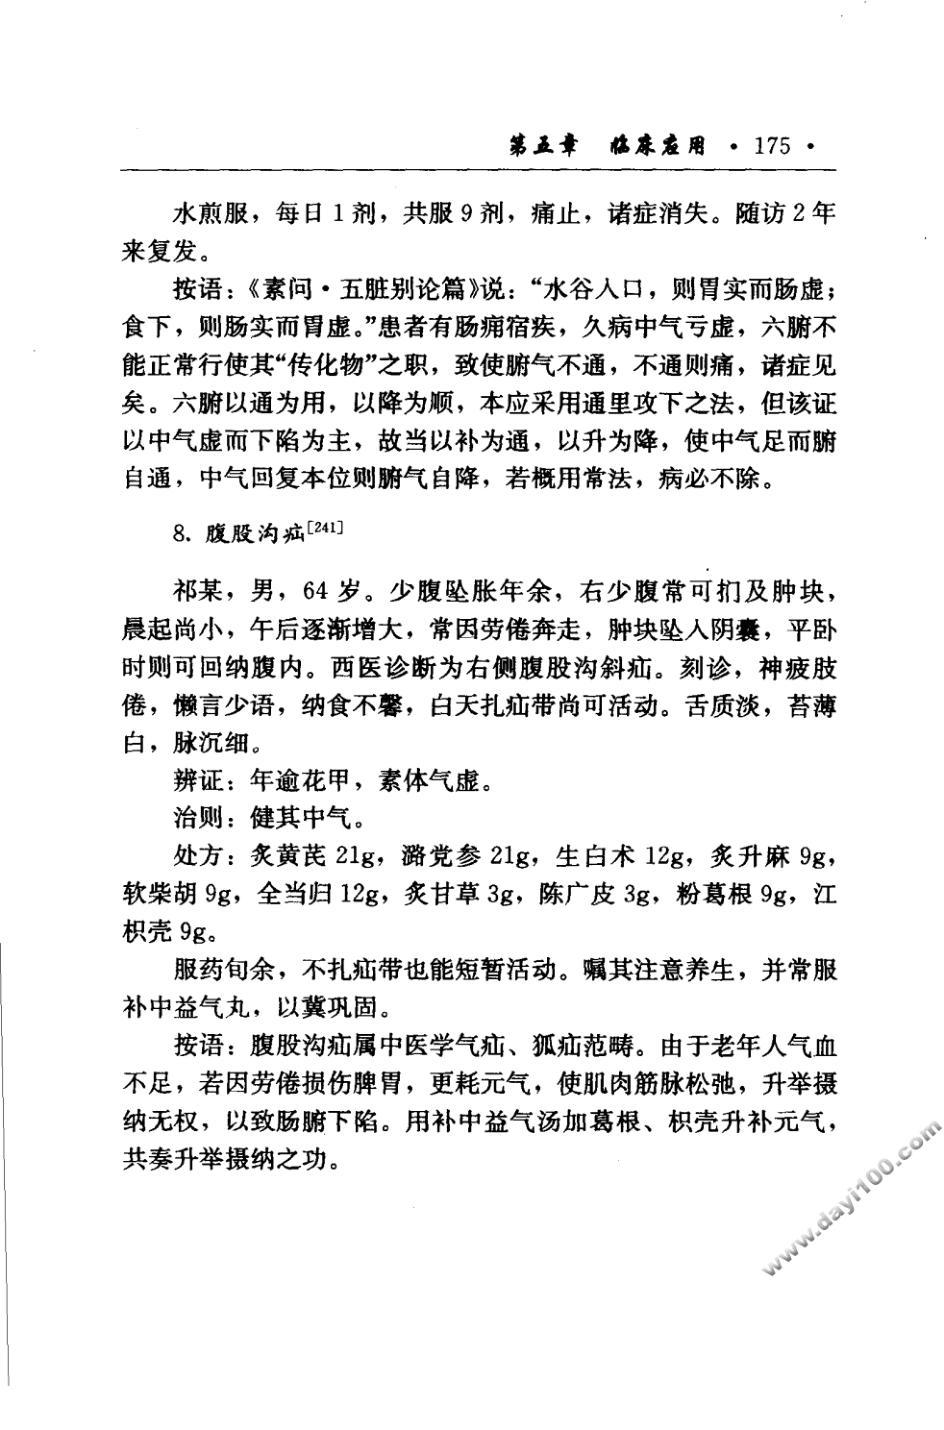 第五章 临床应用 · 175 ·
水煎服，每日 1 剂，共服 9 剂，痛止，诸症消失。随访 2 年
来复发。
按语：《素问·五脏别论篇》说：“水谷人口，则胃实而肠虚；
食下，则肠实而胃虚。”患者有肠痈宿疾，久病中气亏虚，六腑不
能正常行使其“传化物”之职，致使腑气不通，不通则痛，诸症见
矣。六腑以通为用，以降为顺，本应采用通里攻下之法，但该证
以中气虚而下陷为主，故当以补为通，以升为降，使中气足而腑
自通，中气回复本位则腑气自降，若概用常法，病必不除。
8. 腹股沟疝[241]
祁某，男，64 岁。少腹坠胀年余，右少腹常可扪及肿块，
晨起尚小，午后逐渐增大，常因劳倦奔走，肿块坠人阴囊，平卧
时则可回纳腹内。西医诊断为右侧腹股沟斜疝。刻诊，神疲肢
倦，懒言少语，纳食不馨，白天扎疝带尚可活动。舌质淡，苔薄
白，脉沉细。
辨证：年逾花甲，素体气虚。
治则：健其中气。
处方：炙黄芪 21g，潞党参 21g，生白术 12g，炙升麻 9g，
软柴胡 9g，全当归 12g，炙甘草 3g，陈广皮 3g，粉葛根 9g，江
枳壳 9g。
服药旬余，不扎疝带也能短暂活动。嘱其注意养生，并常服
补中益气丸，以冀巩固。
按语：腹股沟疝属中医学气疝、狐疝范畴。由于老年人气血
不足，若因劳倦损伤脾胃，更耗元气，使肌肉筋脉松弛，升举摄
纳无权，以致肠腑下陷。用补中益气汤加葛根、枳壳升补元气，
共奏升举摄纳之功。
www.dayi100.com